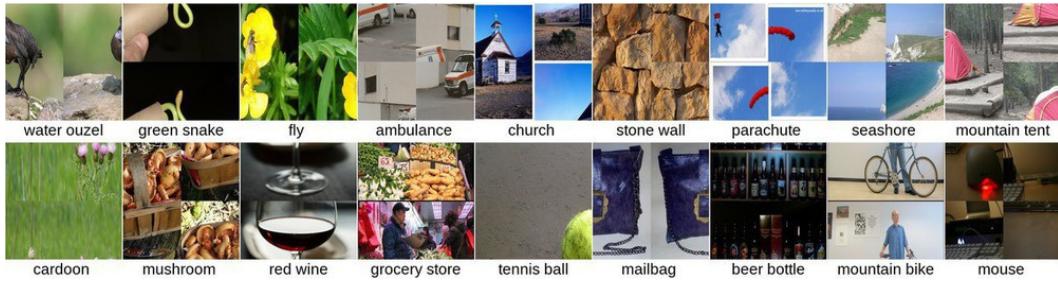 water ouzel
green snake
fly
ambulance
church
stone wall
parachute
seashore
mountain tent
cardoon
mushroom
red wine
grocery store
tennis ball
mailbag
beer bottle
mountain bike
mouse